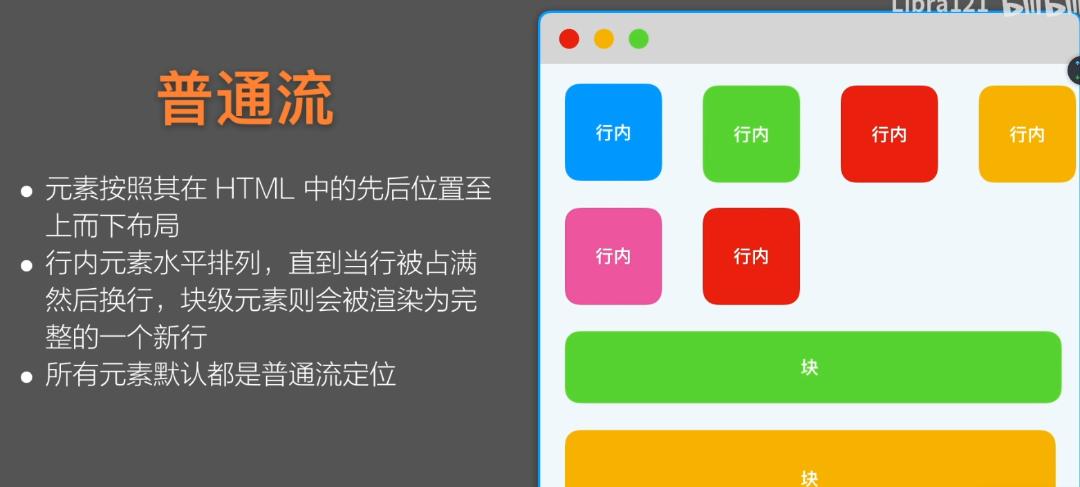 Libra121 bilibili
普通流
元素按照其在 HTML 中的先后位置至
上而下布局
行内元素水平排列，直到当行被占满
然后换行，块级元素则会被渲染为完
整的一个新行
所有元素默认都是普通流定位
行内 行内 行内 行内
行内 行内
块
块